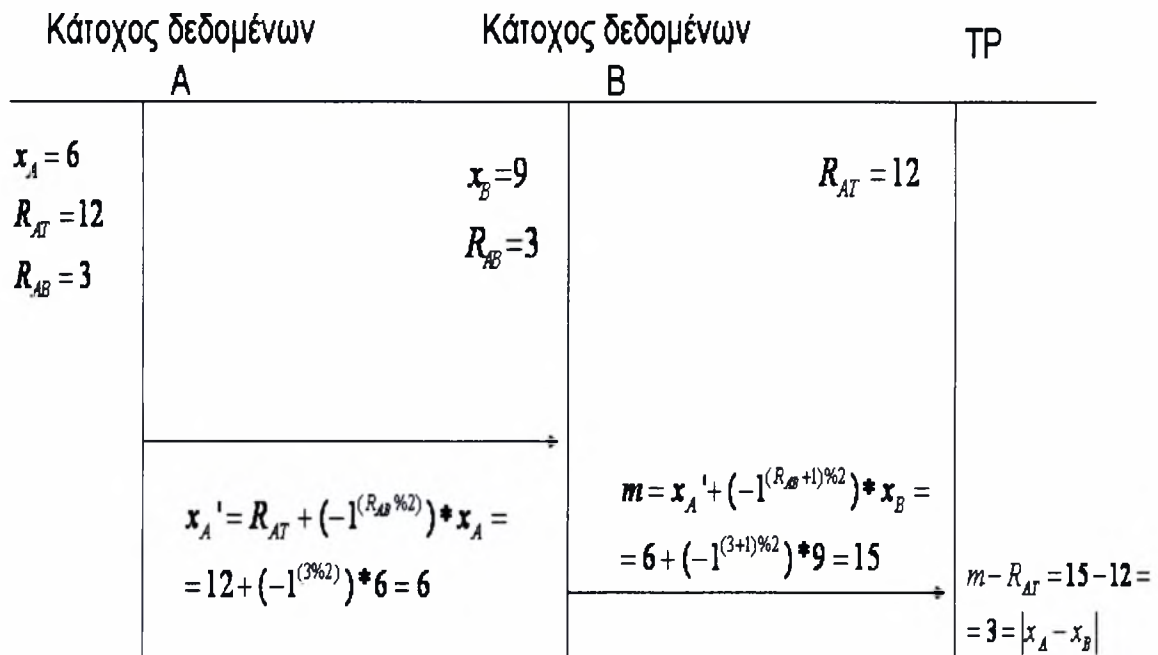 Κάτοχος δεδομένων Κάτοχος δεδομένων TP
A B
x_A = 6
R_AT = 12
R_AB = 3
x_B = 9
R_AB = 3
R_AT = 12
x_A ' = R_AT + (-1^(R_AB %2)) * x_A =
= 12 + (-1^(3%2)) * 6 = 6
m = x_A '+ (-1^(R_AB +1)%2) * x_B =
= 6 + (-1^(3+1)%2) * 9 = 15
m - R_AT = 15 - 12 =
= 3 = |x_A - x_B|